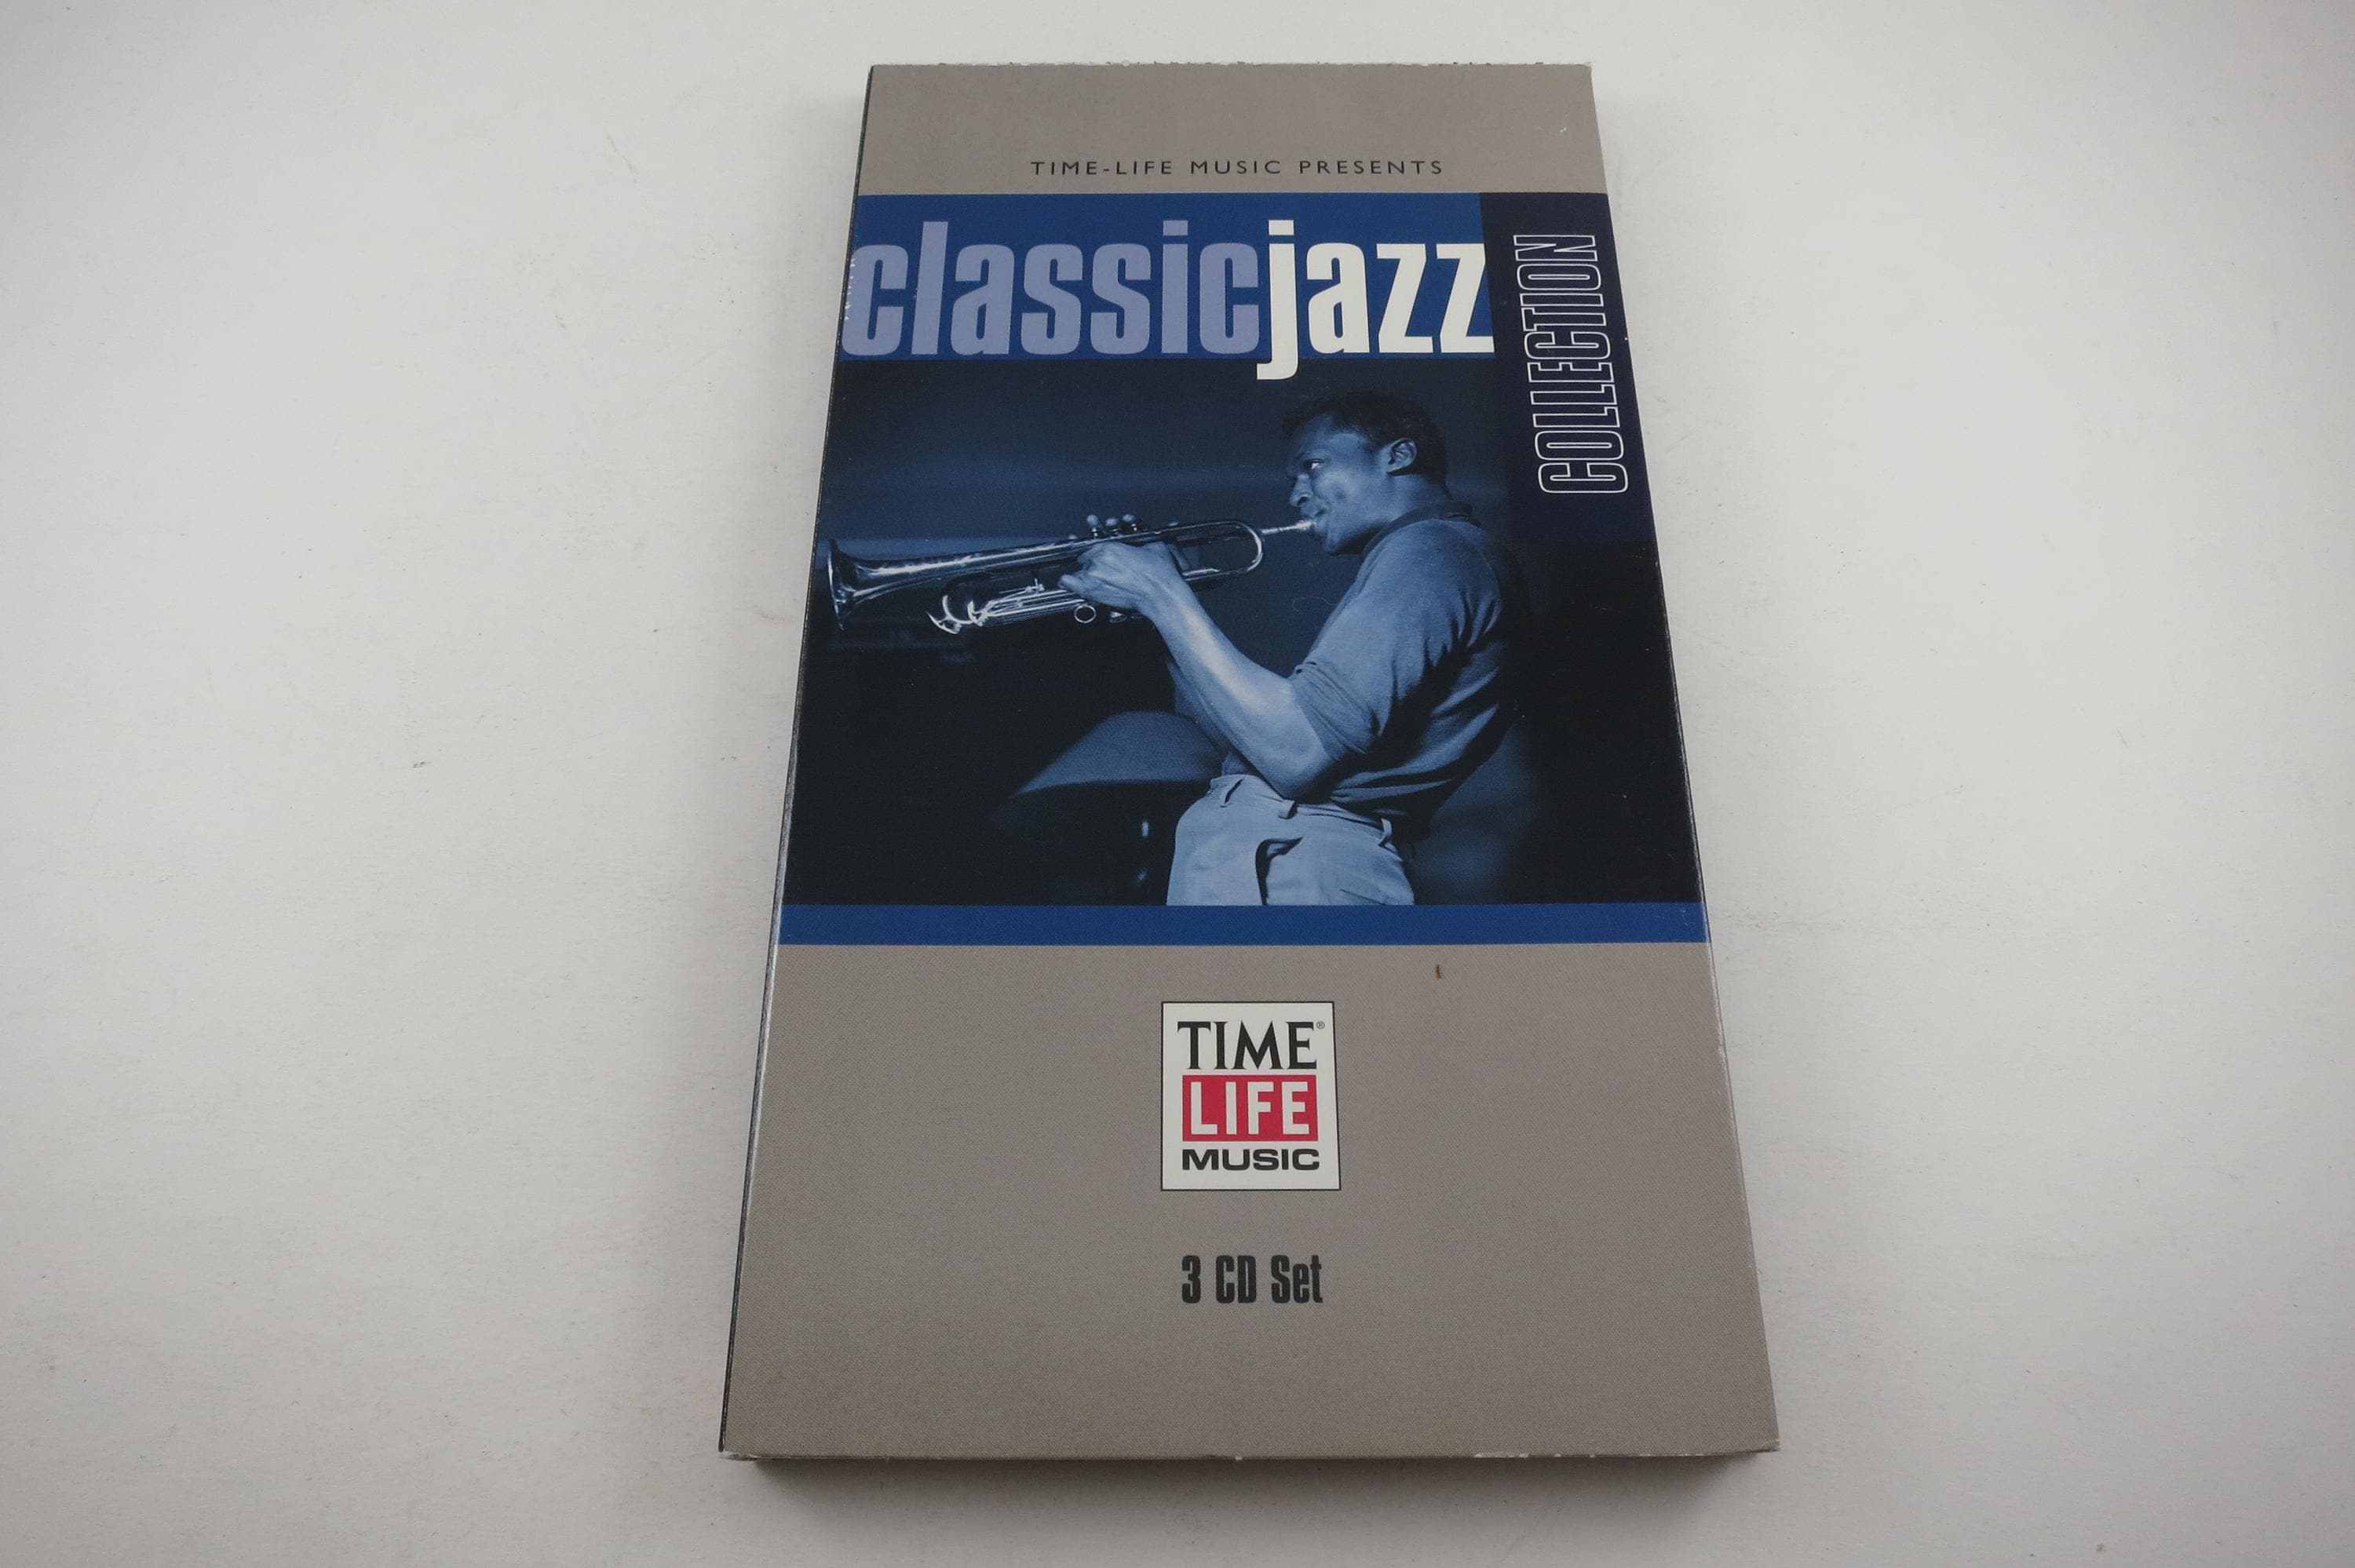 TIME-LIFE MUSIC PRESENTS
classicjazz
COLLECTION
TIME®
LIFE
MUSIC
3 CD Set